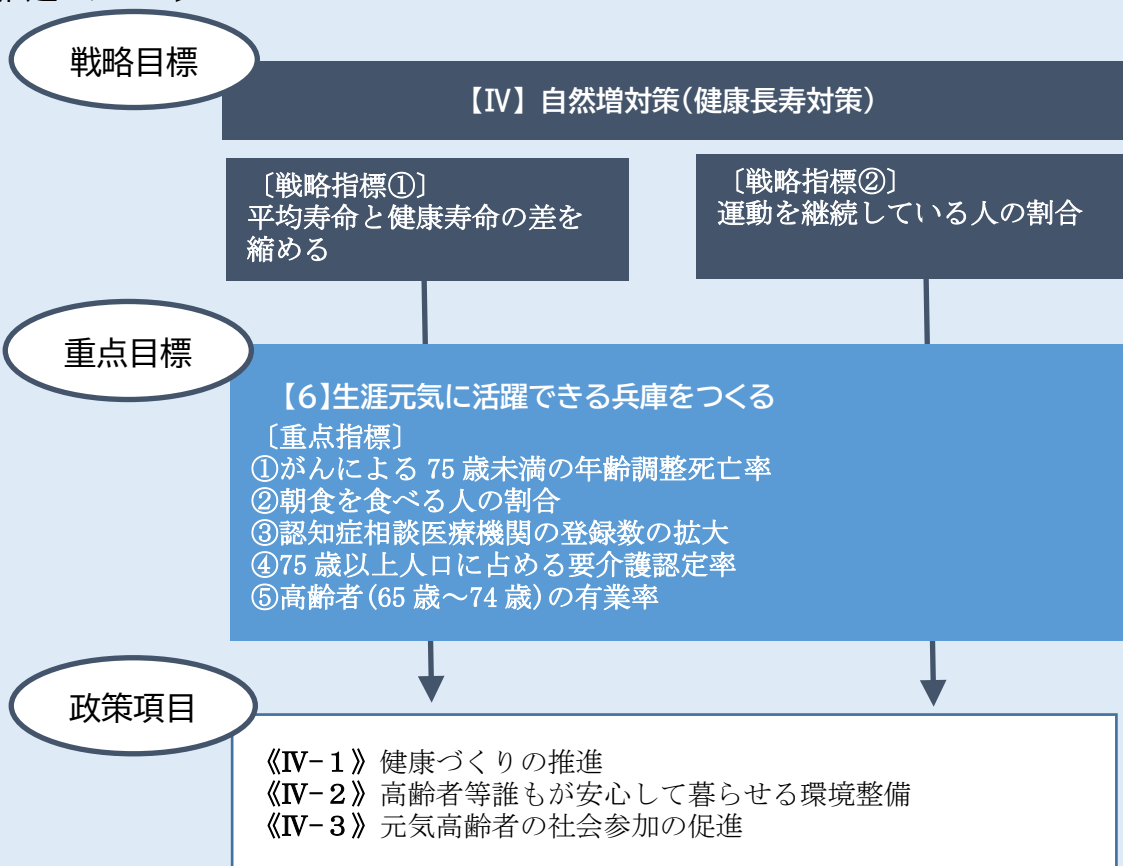 戦略目標
【Ⅳ】自然増対策(健康長寿対策)
〔戦略指標①〕
平均寿命と健康寿命の差を
縮める
〔戦略指標②〕
運動を継続している人の割合
重点目標
【6】生涯元気に活躍できる兵庫をつくる
〔重点指標〕
①がんによる 75 歳未満の年齢調整死亡率
②朝食を食べる人の割合
③認知症相談医療機関の登録数の拡大
④75 歳以上人口に占める要介護認定率
⑤高齢者(65 歳～74 歳)の有業率
政策項目
《Ⅳ-１》健康づくりの推進
《Ⅳ-２》高齢者等誰もが安心して暮らせる環境整備
《Ⅳ-３》元気高齢者の社会参加の促進